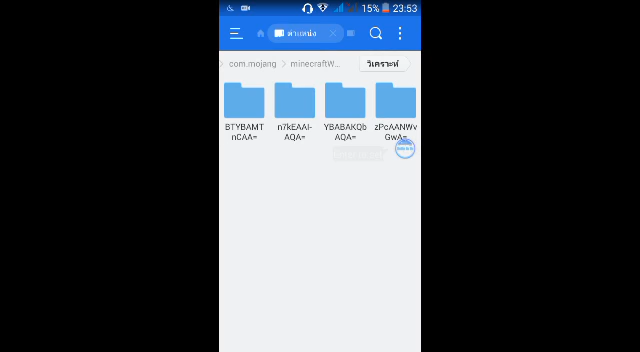 15% 23:53
ตำแหน่ง
com.mojang minecraftW... วิเคราะห์
BTYBAMT
nCAA=
n7kEAAI-
AQA=
YBABAKQb
AQA=
zPcAANWv
GwA=